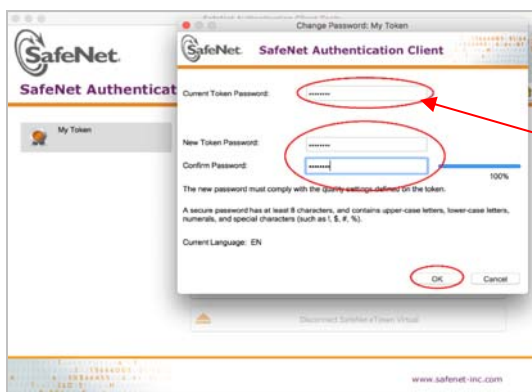 Change Password: My Token
SafeNet
SafeNet Authentication Client
SafeNet
SafeNet Authenticat
Current Token Password:
My Token
New Token Password:
Confirm Password:
100%
The new password must comply with the quality settings defined on the token.
A secure password has at least 8 characters, and contains upper-case letters, lower-case letters,
numerals, and special characters (such as !, $, #, %).
Current Language: EN
OK
Cancel
Disconnect SafeNet eToken Virtual
www.safenet-inc.com